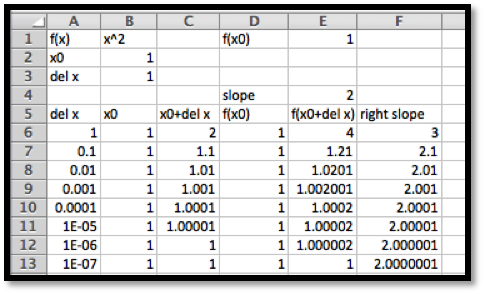 A B C D E F
1 f(x) x^2 f(x0) 1
2 x0 1
3 del x 1
4 slope 2
5 del x x0 x0+del x f(x0) f(x0+del x) right slope
6 1 1 2 1 4 3
7 0.1 1 1.1 1 1.21 2.1
8 0.01 1 1.01 1 1.0201 2.01
9 0.001 1 1.001 1 1.002001 2.001
10 0.0001 1 1.0001 1 1.0002 2.0001
11 1E-05 1 1.00001 1 1.00002 2.00001
12 1E-06 1 1 1 1.000002 2.000001
13 1E-07 1 1 1 1 2.0000001